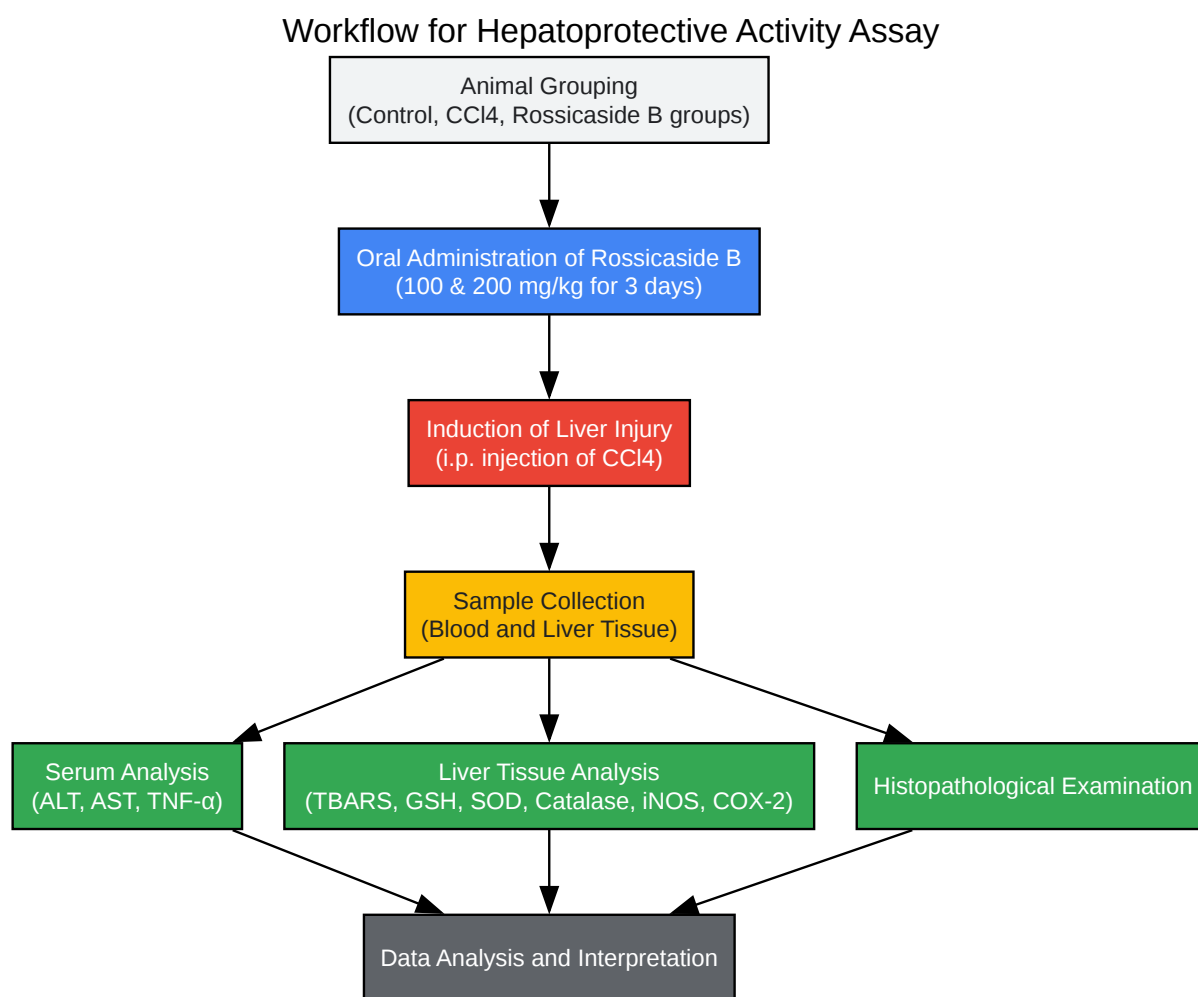 Workflow for Hepatoprotective Activity Assay
Animal Grouping
(Control, CCl4, Rossicaside B groups)
Oral Administration of Rossicaside B
(100 & 200 mg/kg for 3 days)
Induction of Liver Injury
(i.p. injection of CCl4)
Sample Collection
(Blood and Liver Tissue)
Serum Analysis
(ALT, AST, TNF-α)
Liver Tissue Analysis
(TBARS, GSH, SOD, Catalase, iNOS, COX-2)
Histopathological Examination
Data Analysis and Interpretation